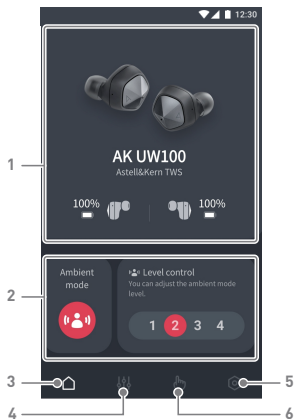 12:30
1
AK UW100
Astell&Kern TWS
100%
100%
2
Ambient
mode
Level control
You can adjust the ambient mode
level.
1 2 3 4
3
5
4
6